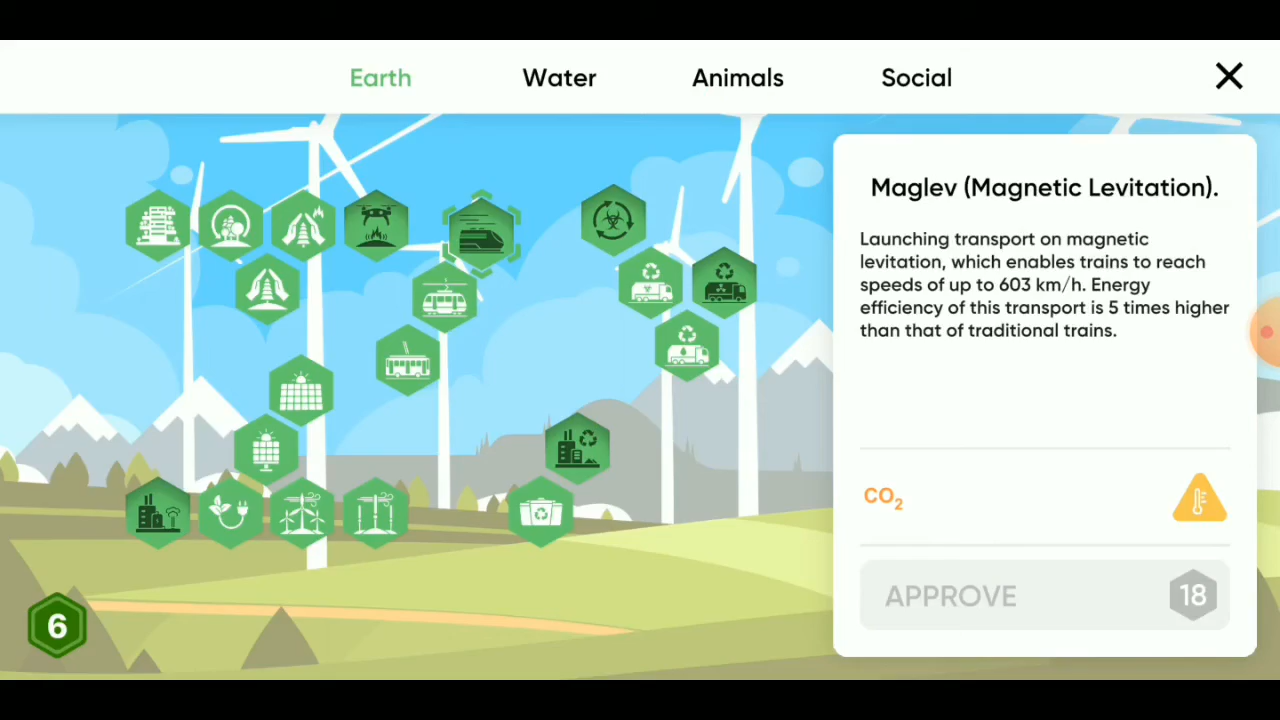 Earth Water Animals Social
Maglev (Magnetic Levitation).
Launching transport on magnetic
levitation, which enables trains to reach
speeds of up to 603 km/h. Energy
efficiency of this transport is 5 times higher
than that of traditional trains.
CO₂
APPROVE 18
6